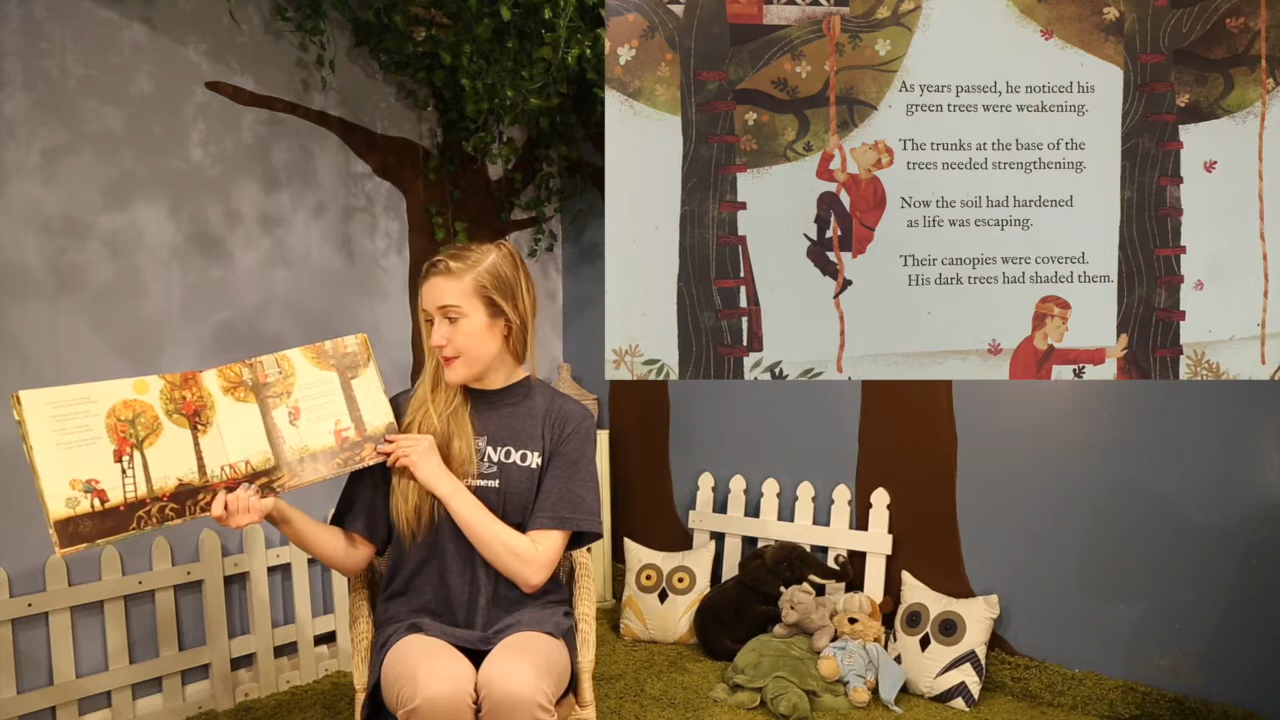 As years passed, he noticed his
green trees were weakening.
The trunks at the base of the
trees needed strengthening.
Now the soil had hardened
as life was escaping.
Their canopies were covered.
His dark trees had shaded them.
NOOK